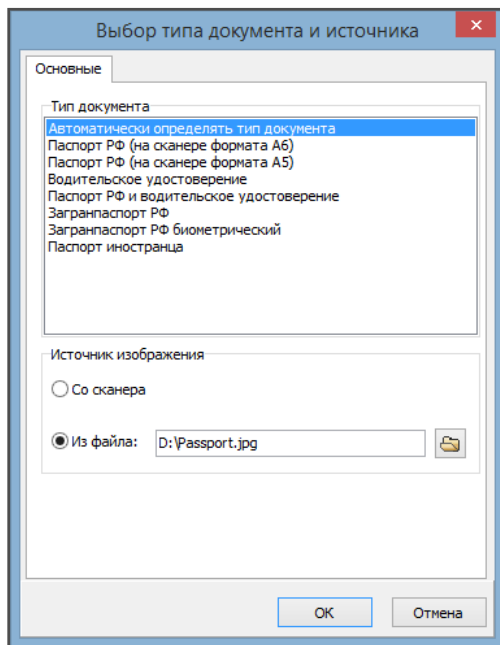 Выбор типа документа и источника
Основные
Тип документа
Автоматически определять тип документа
Паспорт РФ (на сканере формата А6)
Паспорт РФ (на сканере формата А5)
Водительское удостоверение
Паспорт РФ и водительское удостоверение
Загранпаспорт РФ
Загранпаспорт РФ биометрический
Паспорт иностранца
Источник изображения
Со сканера
Из файла: D:\Passport.jpg
ОК Отмена